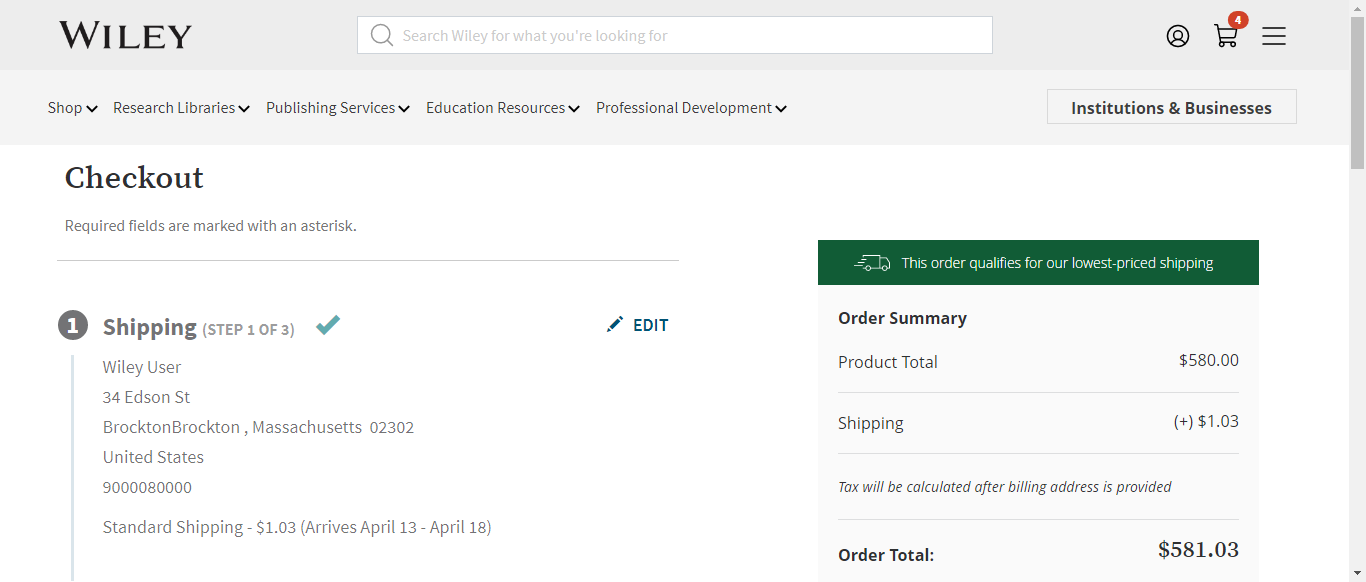 WILEY
Search Wiley for what you're looking for
4
Shop
Research Libraries
Publishing Services
Education Resources
Professional Development
Institutions & Businesses
Checkout
Required fields are marked with an asterisk.
1 Shipping (STEP 1 OF 3)
EDIT
Wiley User
34 Edson St
BrocktonBrockton , Massachusetts 02302
United States
9000080000
Standard Shipping - $1.03 (Arrives April 13 - April 18)
This order qualifies for our lowest-priced shipping
Order Summary
Product Total $580.00
Shipping (+) $1.03
Tax will be calculated after billing address is provided
Order Total: $581.03